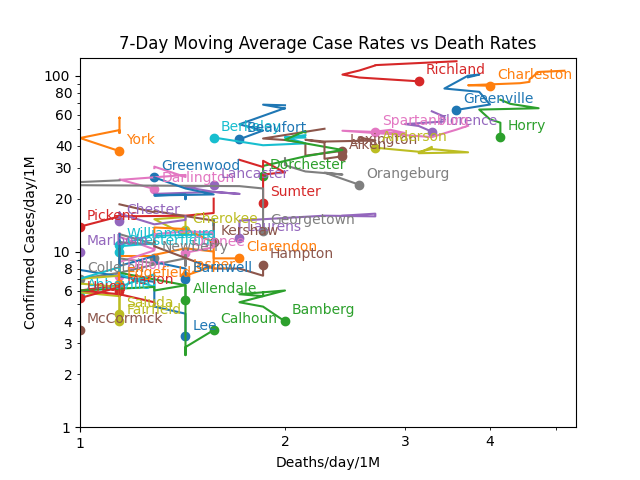 7-Day Moving Average Case Rates vs Death Rates
Confirmed Cases/day/1M
100
80
60
40
30
20
10
8
6
4
3
2
1
Richland
Charleston
Greenville
Spartanburg
Florence
Horry
Berkeley
Beaufort
York
Lexington
Anderson
Aiken
Greenwood
Dorchester
Darlington
Lancaster
Orangeburg
Sumter
Pickens
Chester
Cherokee
Georgetown
Williamsburg
Kershaw
Laurens
Chesterfield
Newberry
Clarendon
Hampton
Barnwell
Edgefield
Marion
Union
Allendale
Saluda
Fairfield
McCormick
Lee
Calhoun
Bamberg
1
2
3
4
Deaths/day/1M